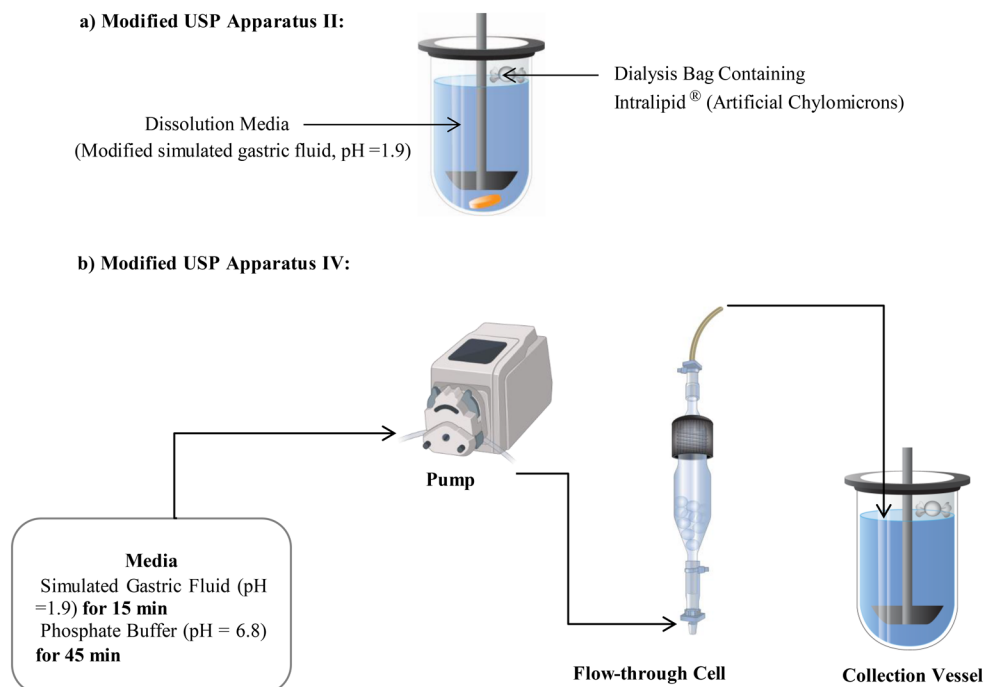 a) Modified USP Apparatus II:
Dialysis Bag Containing
Intralipid ® (Artificial Chylomicrons)
Dissolution Media
(Modified simulated gastric fluid, pH =1.9)
b) Modified USP Apparatus IV:
Pump
Media
Simulated Gastric Fluid (pH
=1.9) for 15 min
Phosphate Buffer (pH = 6.8)
for 45 min
Flow-through Cell
Collection Vessel